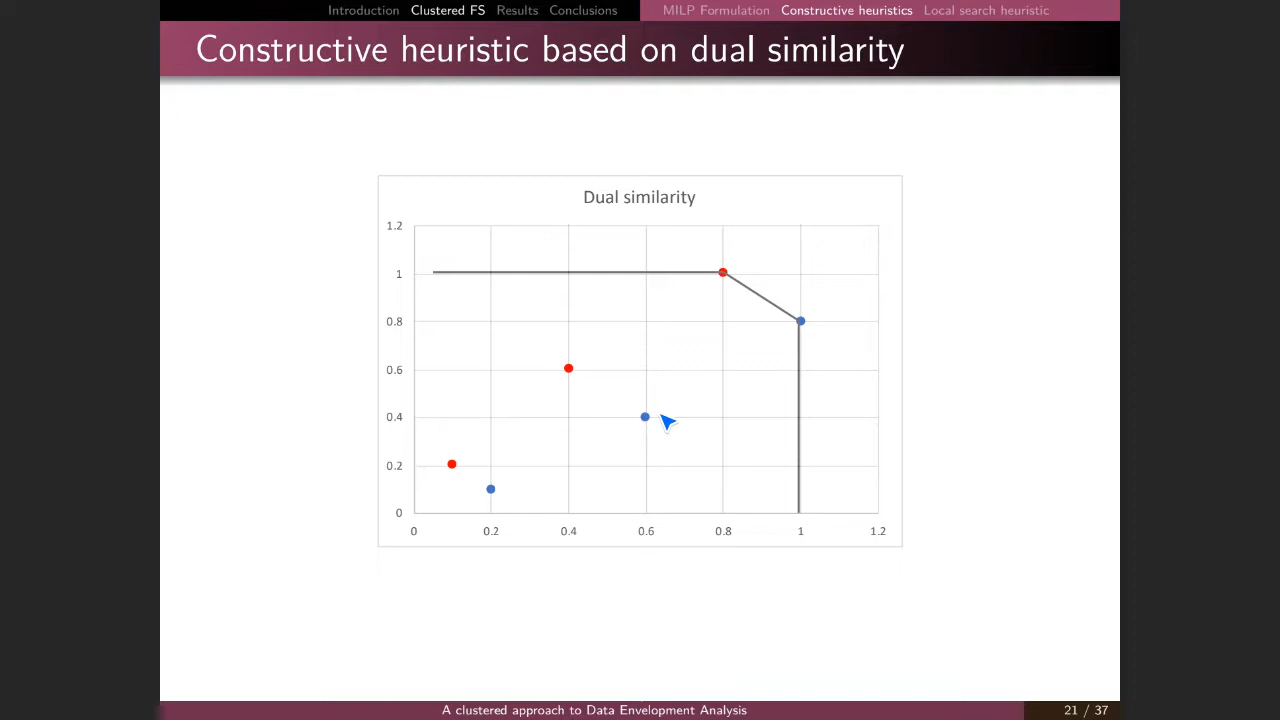 Introduction Clustered FS Results Conclusions MILP Formulation Constructive heuristics Local search heuristic
Constructive heuristic based on dual similarity
Dual similarity
1.2
1
0.8
0.6
0.4
0.2
0
0 0.2 0.4 0.6 0.8 1 1.2
A clustered approach to Data Envelopment Analysis 21 / 37